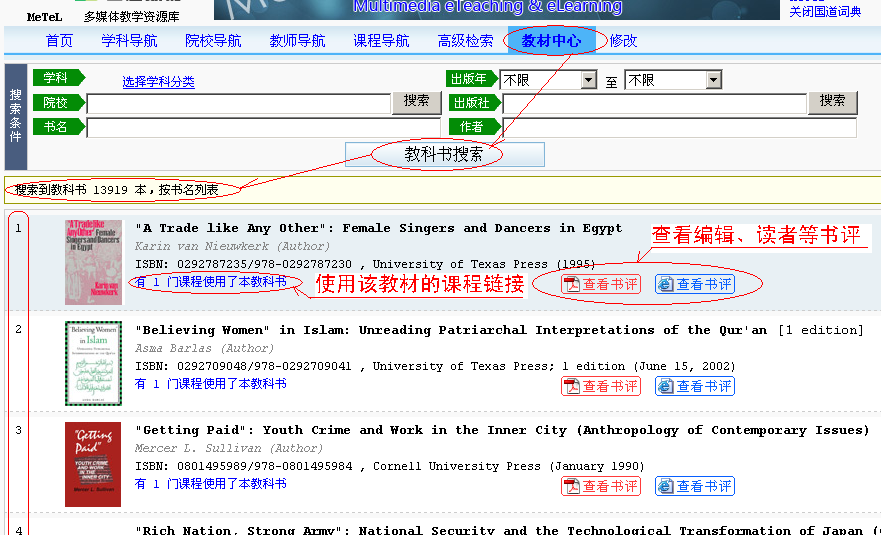 Multimedia eTeaching & eLearning
MeTeL 多媒体教学资源库
关闭国道词典
首页 学科导航 院校导航 教师导航 课程导航 高级检索 教材中心 修改
搜索条件
学科 选择学科分类 出版年 不限 至 不限
院校 搜索 出版社 搜索
书名 作者
教科书搜索
搜索到教科书 13919 本，按书名列表
1 "A Trade like Any Other": Female Singers and Dancers in Egypt
Karin van Nieuwkerk (Author)
ISBN: 0292787235/978-0292787230 , University of Texas Press (1995)
有 1 门课程使用了本教科书 查看书评 查看书评
"A Trade like Any Other" Female Singers and Dancers in Egypt
Karin van Nieuwkerk
使用该教材的课程链接
查看编辑、读者等书评
2 "Believing Women" in Islam: Unreading Patriarchal Interpretations of the Qur'an [1 edition]
Asma Barlas (Author)
ISBN: 0292709048/978-0292709041 , University of Texas Press; 1 edition (June 15, 2002)
有 1 门课程使用了本教科书 查看书评 查看书评
"Believing Women" in Islam
3 "Getting Paid": Youth Crime and Work in the Inner City (Anthropology of Contemporary Issues)
Mercer L. Sullivan (Author)
ISBN: 0801495989/978-0801495984 , Cornell University Press (January 1990)
有 1 门课程使用了本教科书 查看书评 查看书评
"Getting Paid"
YOUTH CRIME AND WORK IN THE INNER CITY
Mercer L. Sullivan
4 "Rich Nation, Strong Army": National Security and the Technological Transformation of Japan